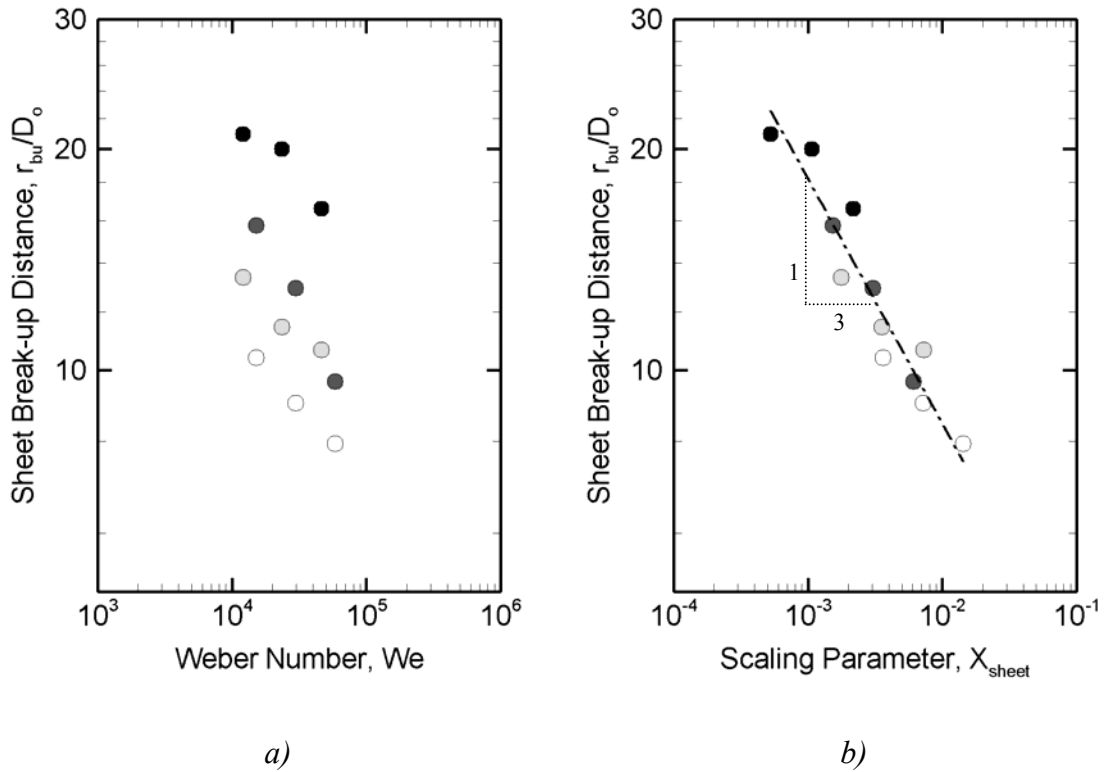 30
20
10
Sheet Break-up Distance, r_bu/D_o
10^3
10^4
10^5
10^6
Weber Number, We
a)
30
20
10
Sheet Break-up Distance, r_bu/D_o
1
3
10^-4
10^-3
10^-2
10^-1
Scaling Parameter, X_sheet
b)